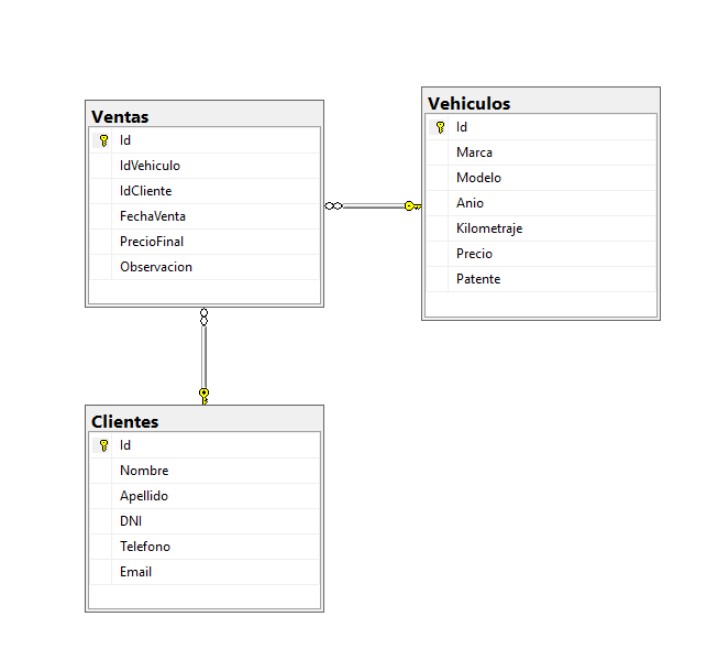 Ventas
Id
IdVehiculo
IdCliente
FechaVenta
PrecioFinal
Observacion
Vehiculos
Id
Marca
Modelo
Anio
Kilometraje
Precio
Patente
Clientes
Id
Nombre
Apellido
DNI
Telefono
Email